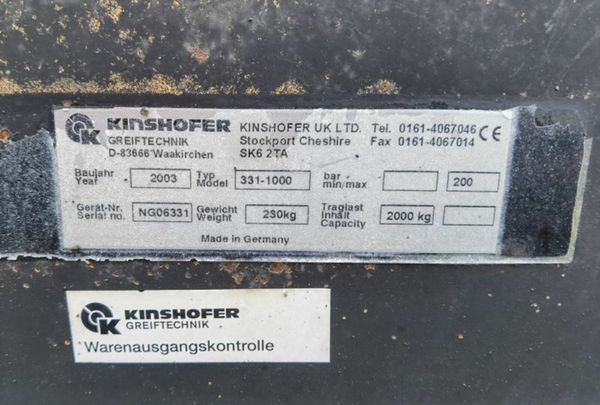 KINSHOFER KINSHOFER UK LTD. Tel. 0161-4067046 CE
GREIFTECHNIK Stockport Cheshire Fax 0161-4067014
D-83666 Waakirchen SK6 2TA
Baujahr Year 2003 Typ Model 331-1000 bar min/max 200
Gerät-Nr. Serial no. NG06331 Gewicht Weight 230kg Traglast Inhalt Capacity 2000 kg
Made in Germany
KINSHOFER
GREIFTECHNIK
Warenausgangskontrolle